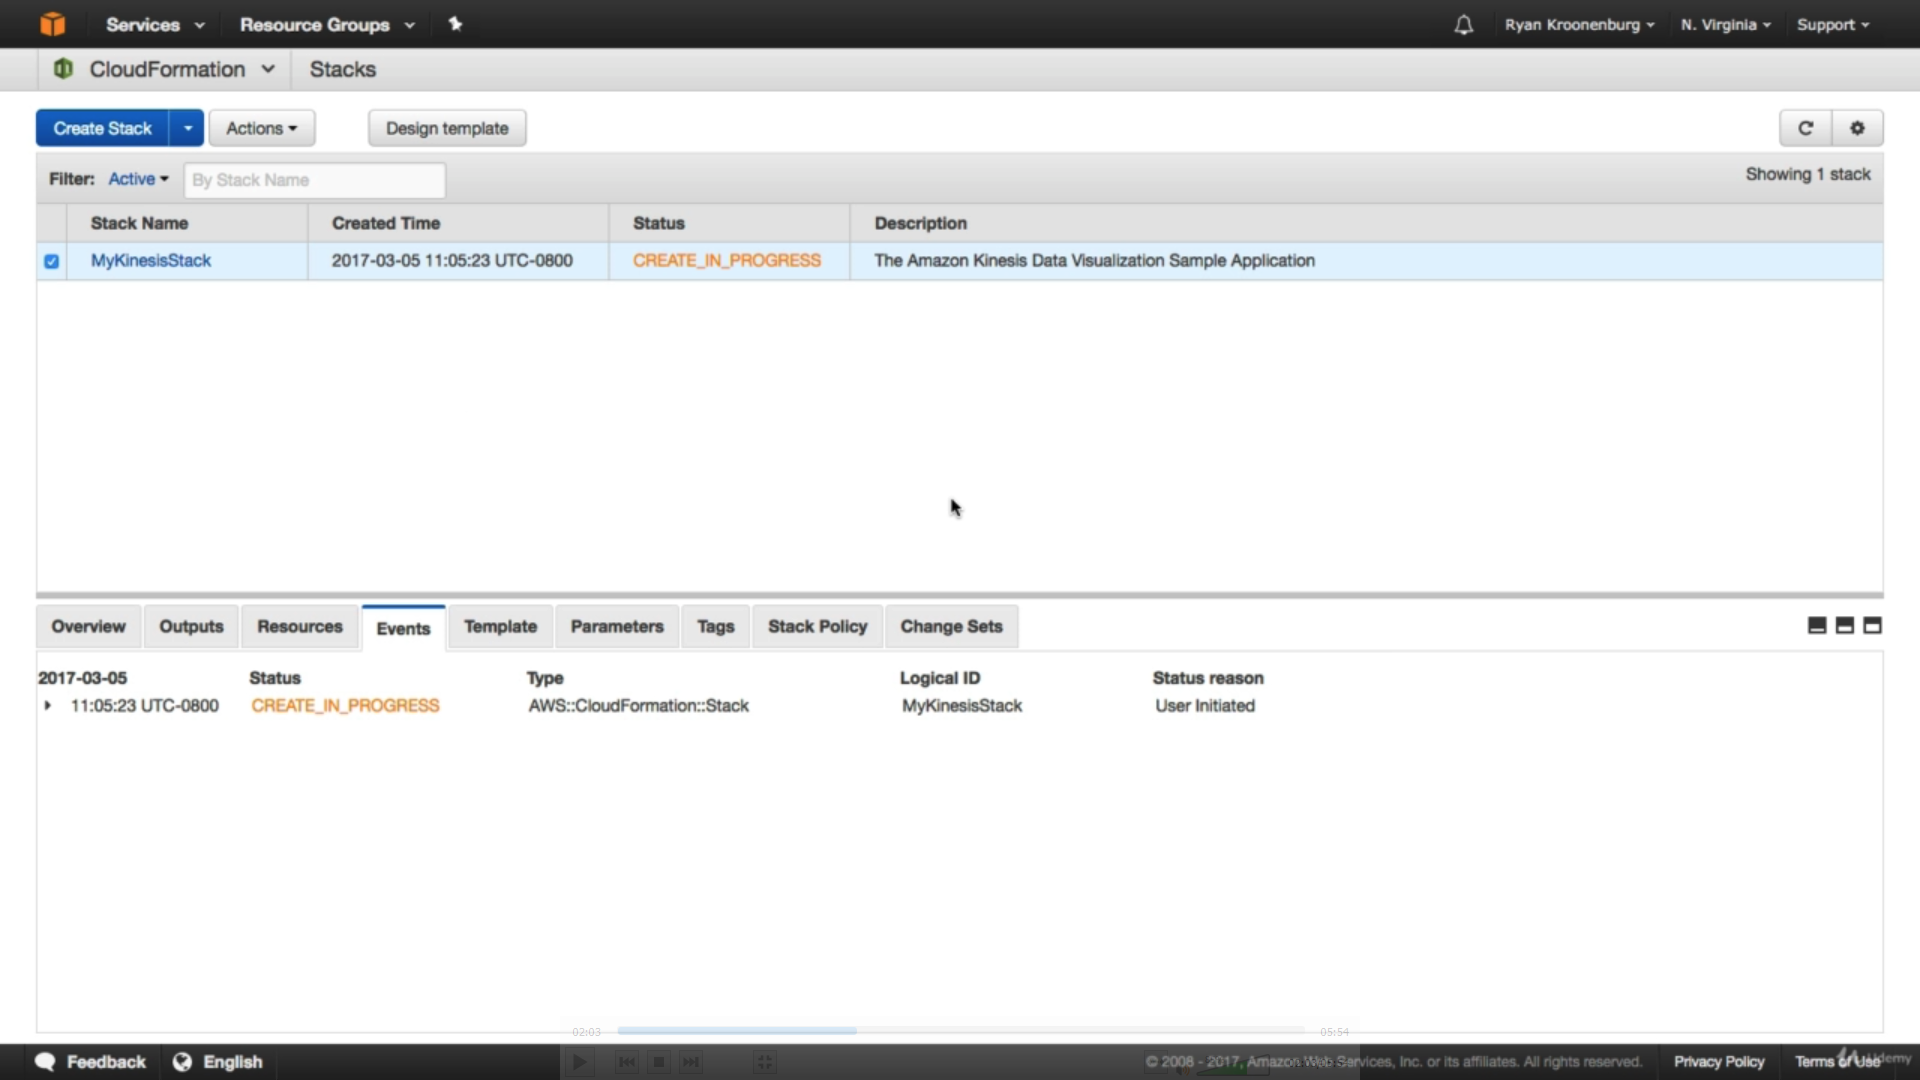 Services Resource Groups Ryan Kroonenburg N. Virginia Support
CloudFormation Stacks
Create Stack Actions Design template
Filter: Active By Stack Name Showing 1 stack
Stack Name Created Time Status Description
MyKinesisStack 2017-03-05 11:05:23 UTC-0800 CREATE_IN_PROGRESS The Amazon Kinesis Data Visualization Sample Application
Overview Outputs Resources Events Template Parameters Tags Stack Policy Change Sets
2017-03-05 Status Type Logical ID Status reason
11:05:23 UTC-0800 CREATE_IN_PROGRESS AWS::CloudFormation::Stack MyKinesisStack User Initiated
02:03 05:54
Feedback English © 2008 - 2017, Amazon Web Services, Inc. or its affiliates. All rights reserved. Privacy Policy Terms of Use Udemy